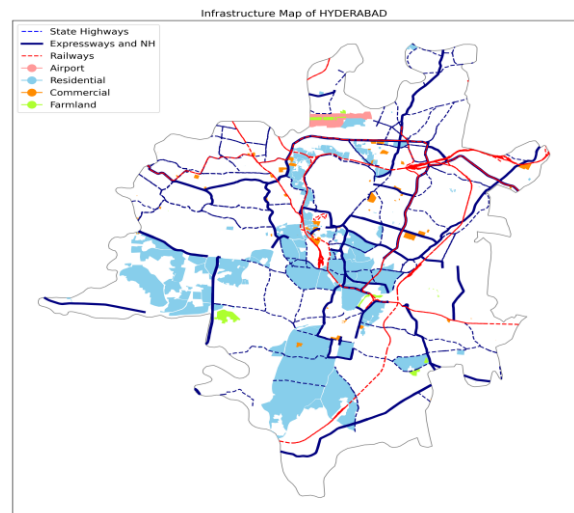 Infrastructure Map of HYDERABAD
State Highways
Expressways and NH
Railways
Airport
Residential
Commercial
Farmland